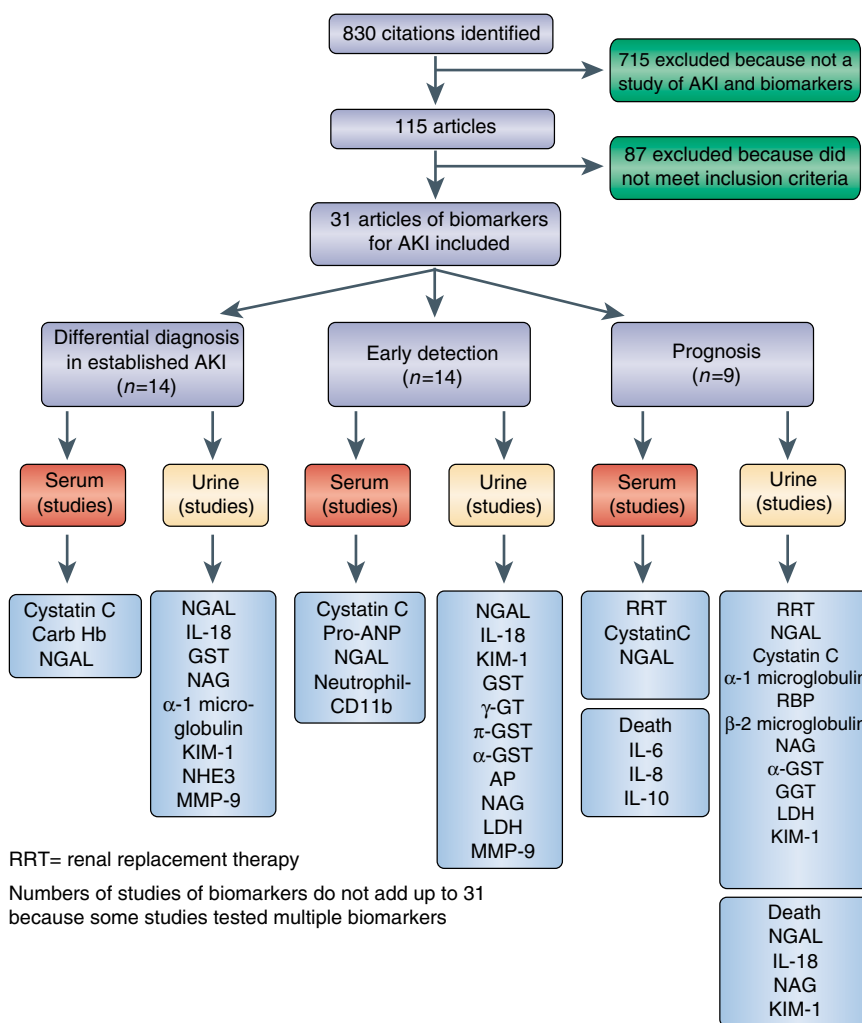 830 citations identified
715 excluded because not a
study of AKI and biomarkers
115 articles
87 excluded because did
not meet inclusion criteria
31 articles of biomarkers
for AKI included
Differential diagnosis
in established AKI
(n=14)
Early detection
(n=14)
Prognosis
(n=9)
Serum
(studies)
Urine
(studies)
Serum
(studies)
Urine
(studies)
Serum
(studies)
Urine
(studies)
Cystatin C
Carb Hb
NGAL
NGAL
IL-18
GST
NAG
α-1 micro-
globulin
KIM-1
NHE3
MMP-9
Cystatin C
Pro-ANP
NGAL
Neutrophil-
CD11b
NGAL
IL-18
KIM-1
GST
γ-GT
π-GST
α-GST
AP
NAG
LDH
MMP-9
RRT
CystatinC
NGAL
Death
IL-6
IL-8
IL-10
RRT
NGAL
Cystatin C
α-1 microglobulin
RBP
β-2 microglobulin
NAG
α-GST
GGT
LDH
KIM-1
Death
NGAL
IL-18
NAG
KIM-1
RRT= renal replacement therapy
Numbers of studies of biomarkers do not add up to 31
because some studies tested multiple biomarkers